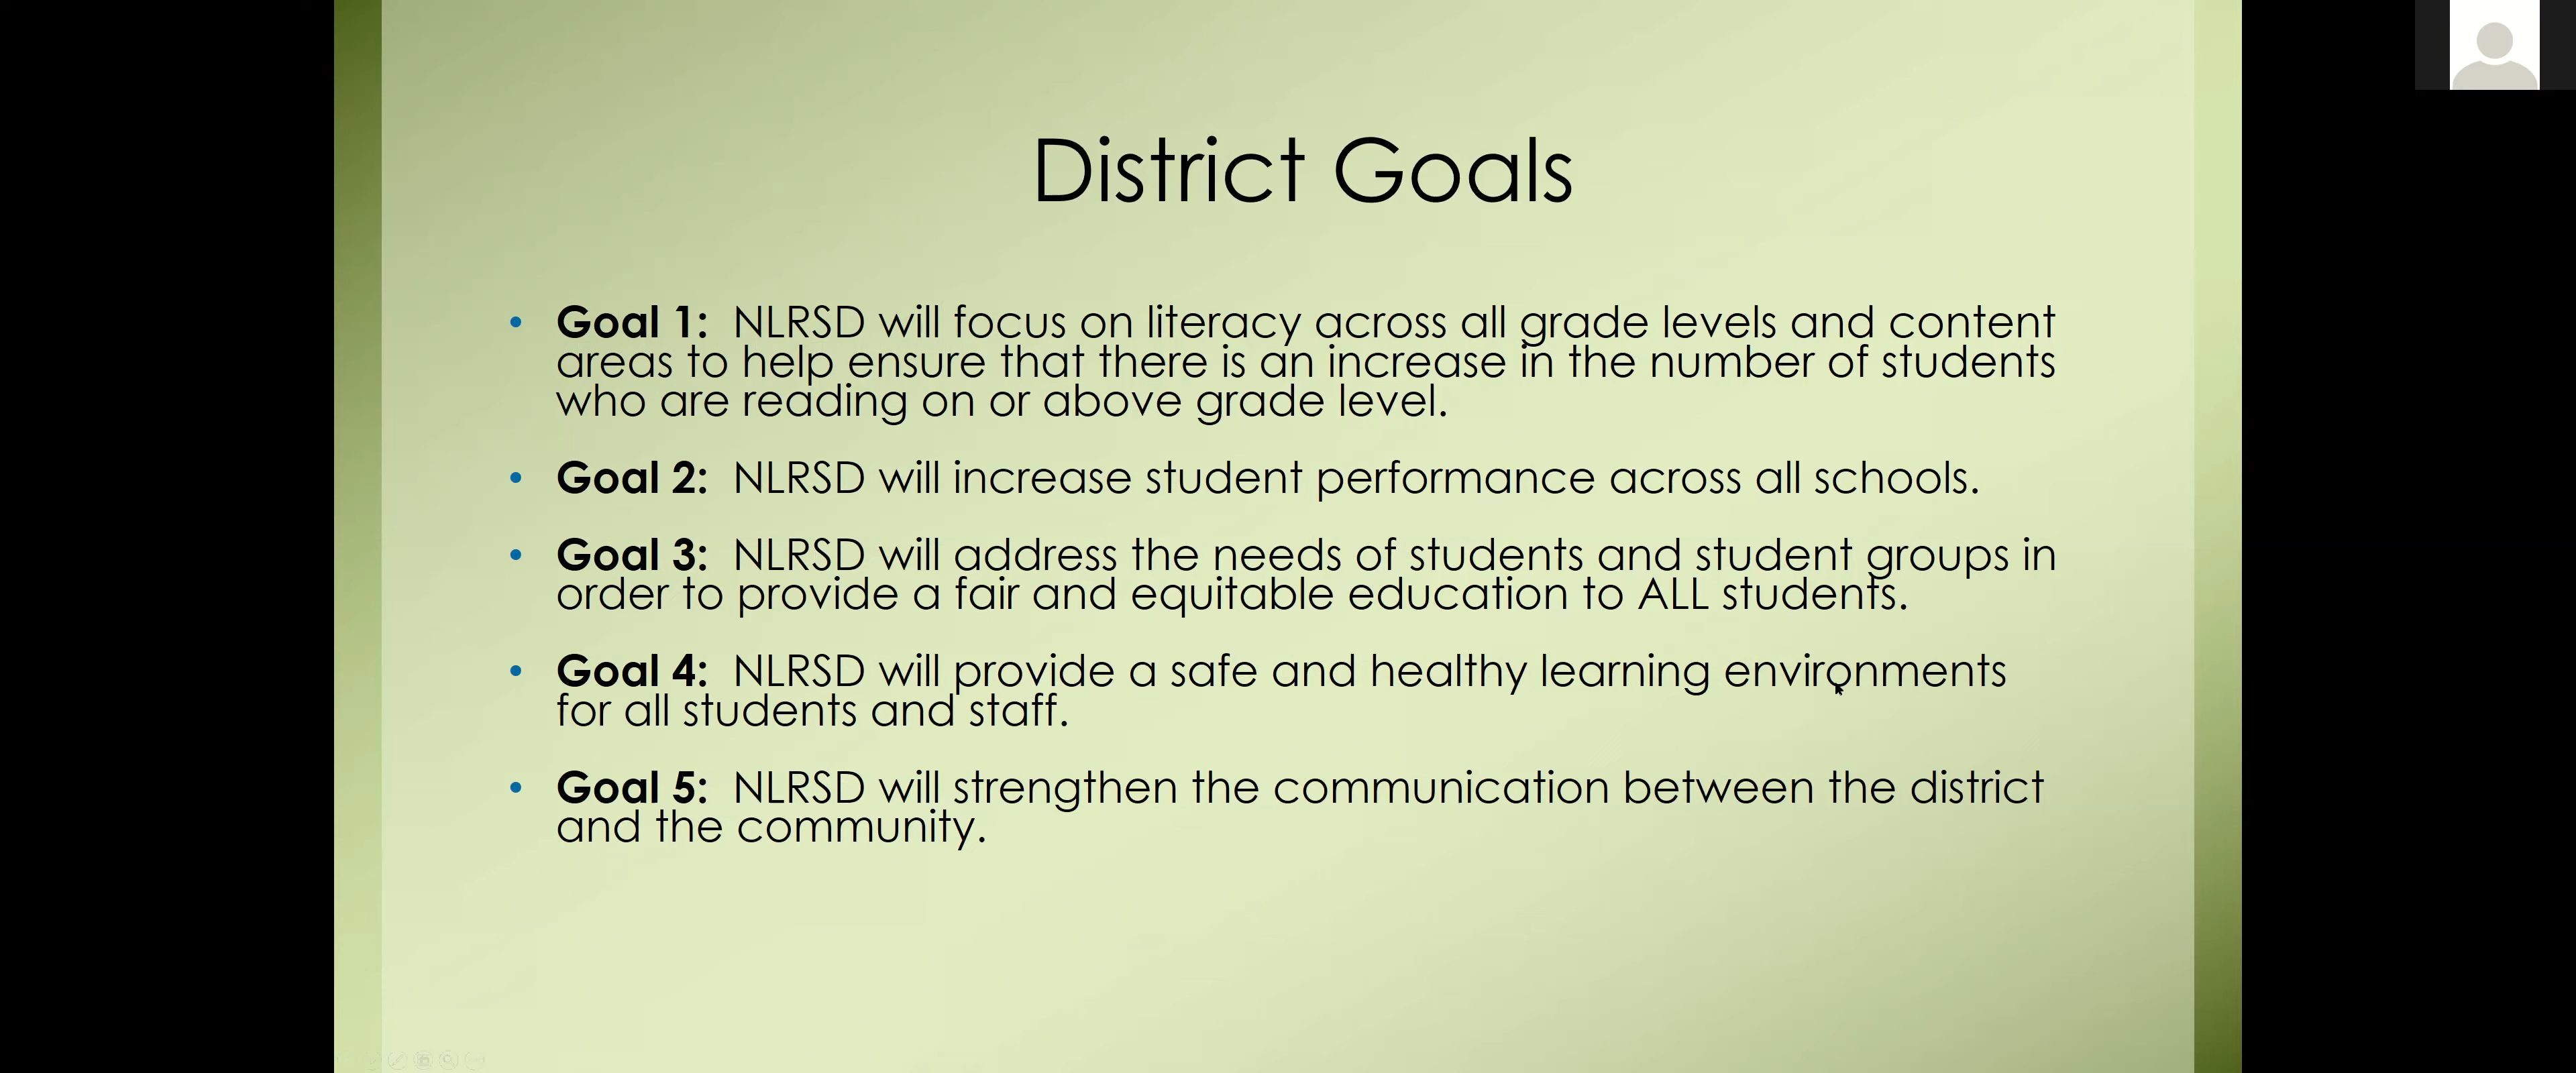 District Goals
• Goal 1: NLRSD will focus on literacy across all grade levels and content
areas to help ensure that there is an increase in the number of students
who are reading on or above grade level.
• Goal 2: NLRSD will increase student performance across all schools.
• Goal 3: NLRSD will address the needs of students and student groups in
order to provide a fair and equitable education to ALL students.
• Goal 4: NLRSD will provide a safe and healthy learning environments
for all students and staff.
• Goal 5: NLRSD will strengthen the communication between the district
and the community.